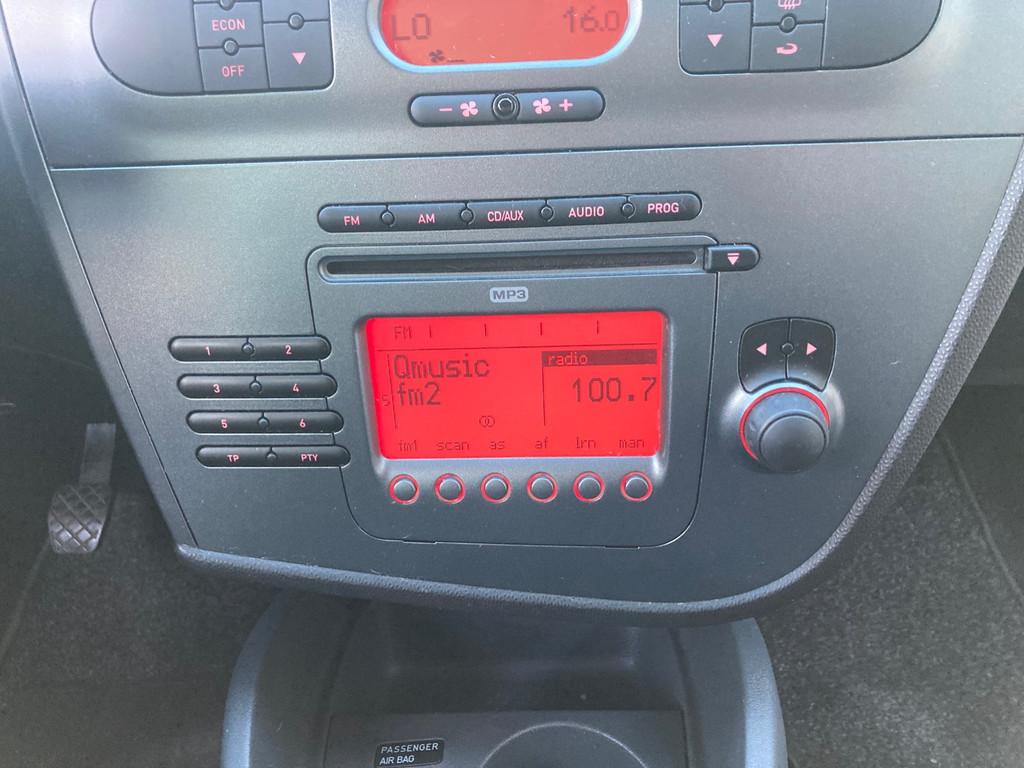 ECON
OFF
LO 16.0
− +
FM AM CD/AUX AUDIO PROG
MP3
FM
Qmusic radio
fm2 100.7
fm1 scan as af lrn man
1 2
3 4
5 6
TP PTY
PASSENGER
AIR BAG